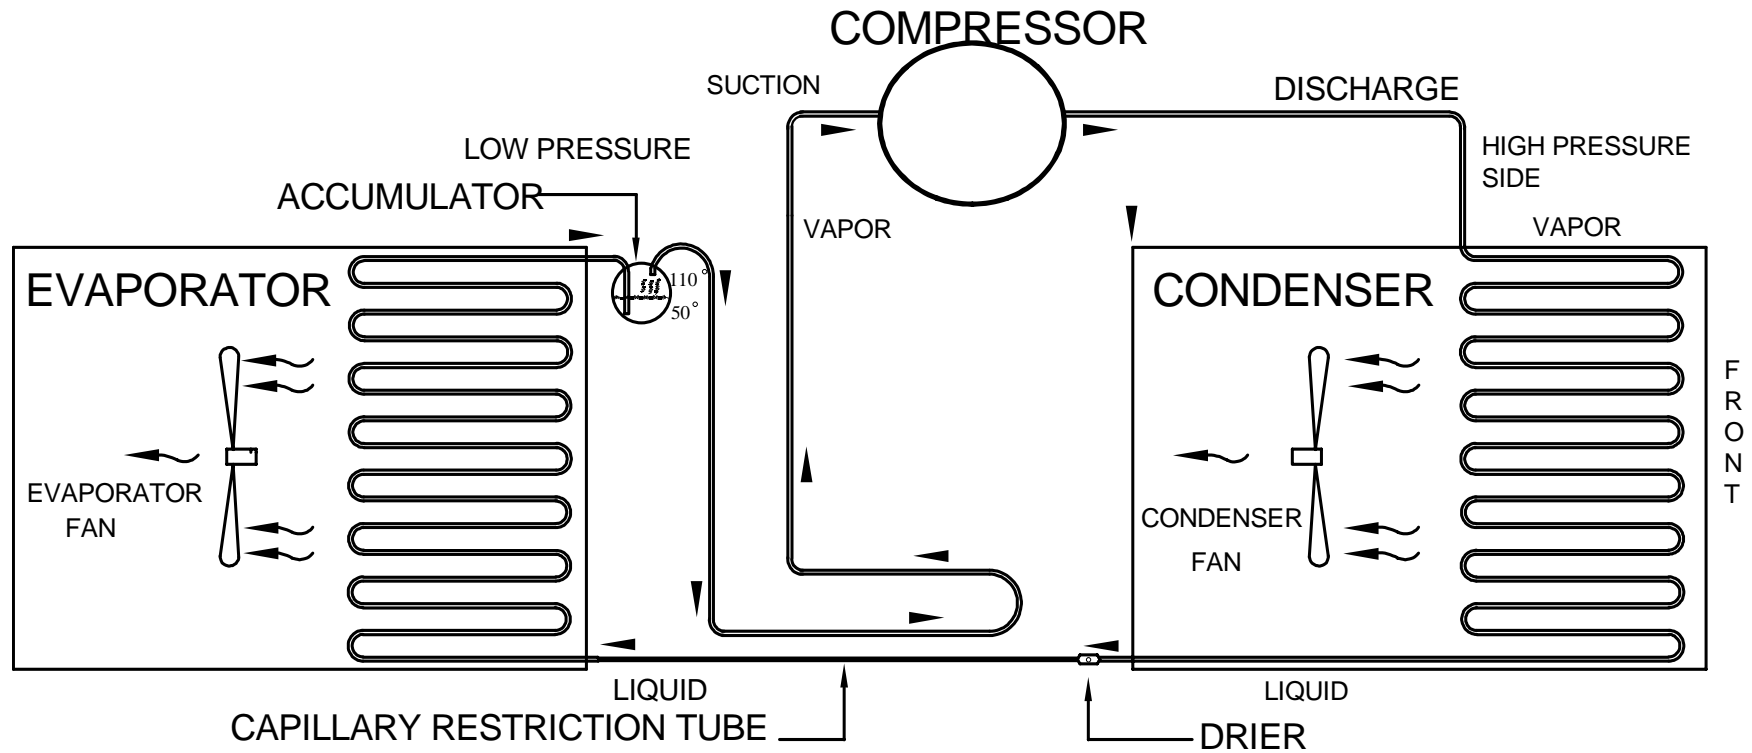 COMPRESSOR
SUCTION
DISCHARGE
LOW PRESSURE
HIGH PRESSURE
SIDE
ACCUMULATOR
VAPOR
VAPOR
EVAPORATOR
110°
50°
CONDENSER
FRONT
EVAPORATOR
FAN
CONDENSER
FAN
LIQUID
LIQUID
CAPILLARY RESTRICTION TUBE
DRIER